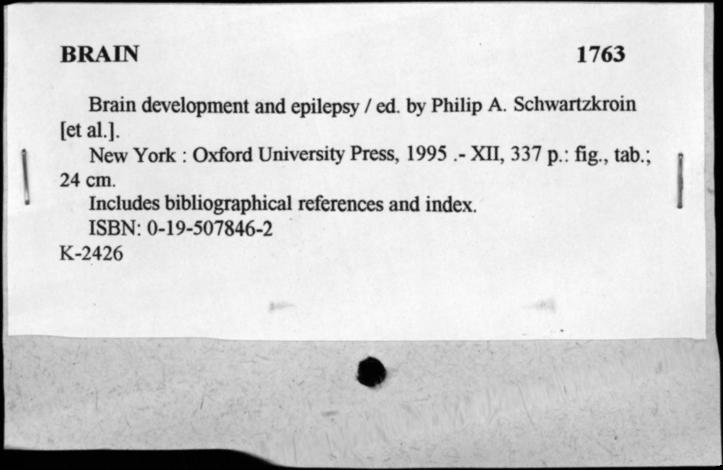 BRAIN 1763
Brain development and epilepsy / ed. by Philip A. Schwartzkroin
[et al.].
New York : Oxford University Press, 1995 .- XII, 337 p.: fig., tab.;
24 cm.
Includes bibliographical references and index.
ISBN: 0-19-507846-2
K-2426